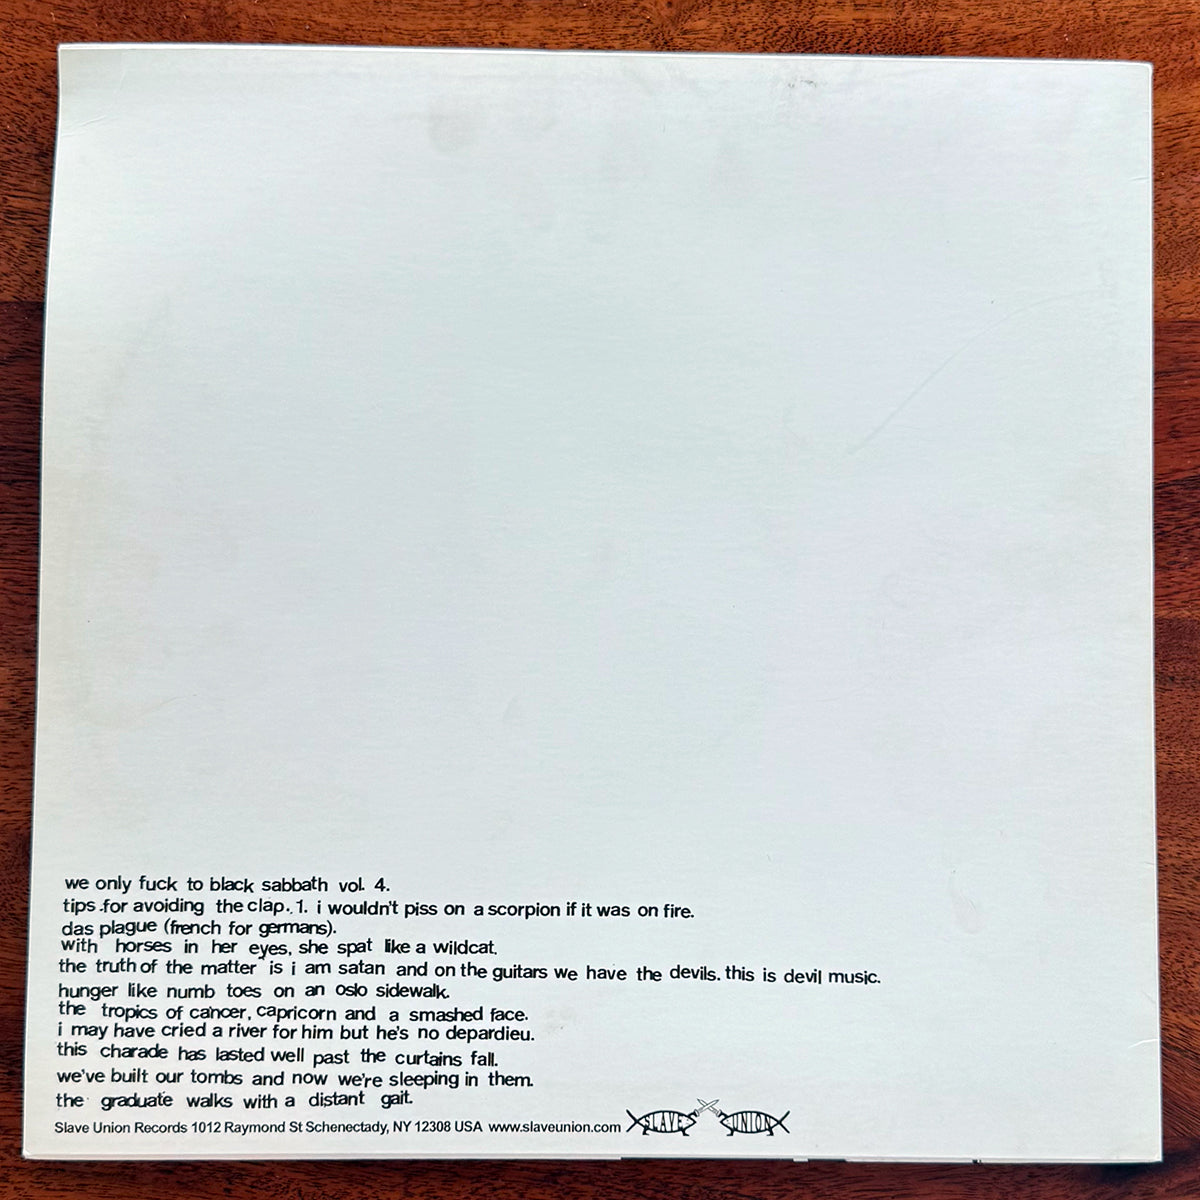 we only fuck to black sabbath vol. 4.
tips for avoiding the clap. 1. i wouldn't piss on a scorpion if it was on fire.
das plague (french for germans).
with horses in her eyes, she spat like a wildcat.
the truth of the matter is i am satan and on the guitars we have the devils. this is devil music.
hunger like numb toes on an oslo sidewalk.
the tropics of cancer, capricorn and a smashed face.
i may have cried a river for him but he's no depardieu.
this charade has lasted well past the curtains fall.
we've built our tombs and now we're sleeping in them.
the graduate walks with a distant gait.
Slave Union Records 1012 Raymond St Schenectady, NY 12308 USA www.slaveunion.com SLAVE UNION